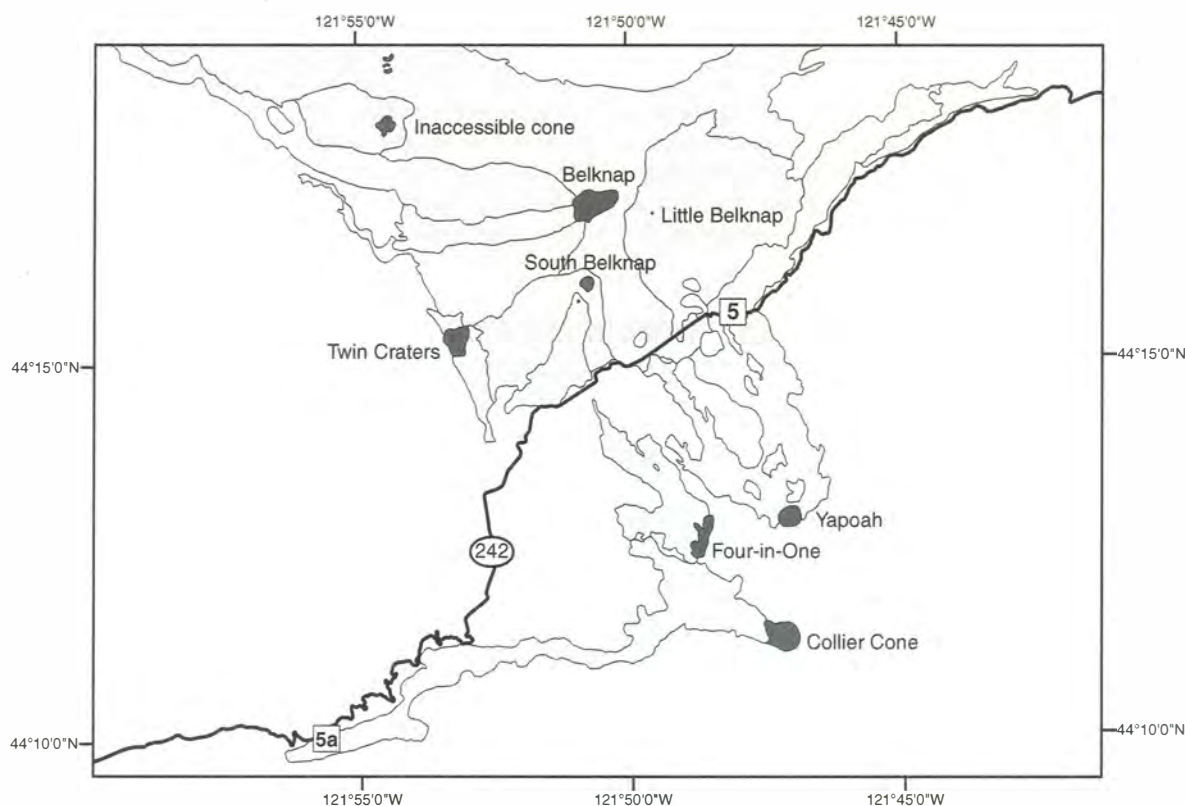 121°55'0"W 121°50'0"W 121°45'0"W
Inaccessible cone
Belknap
Little Belknap
South Belknap
5
Twin Craters
44°15'0"N 44°15'0"N
Yapoah
242
Four-in-One
Collier Cone
5a
44°10'0"N 44°10'0"N
121°55'0"W 121°50'0"W 121°45'0"W